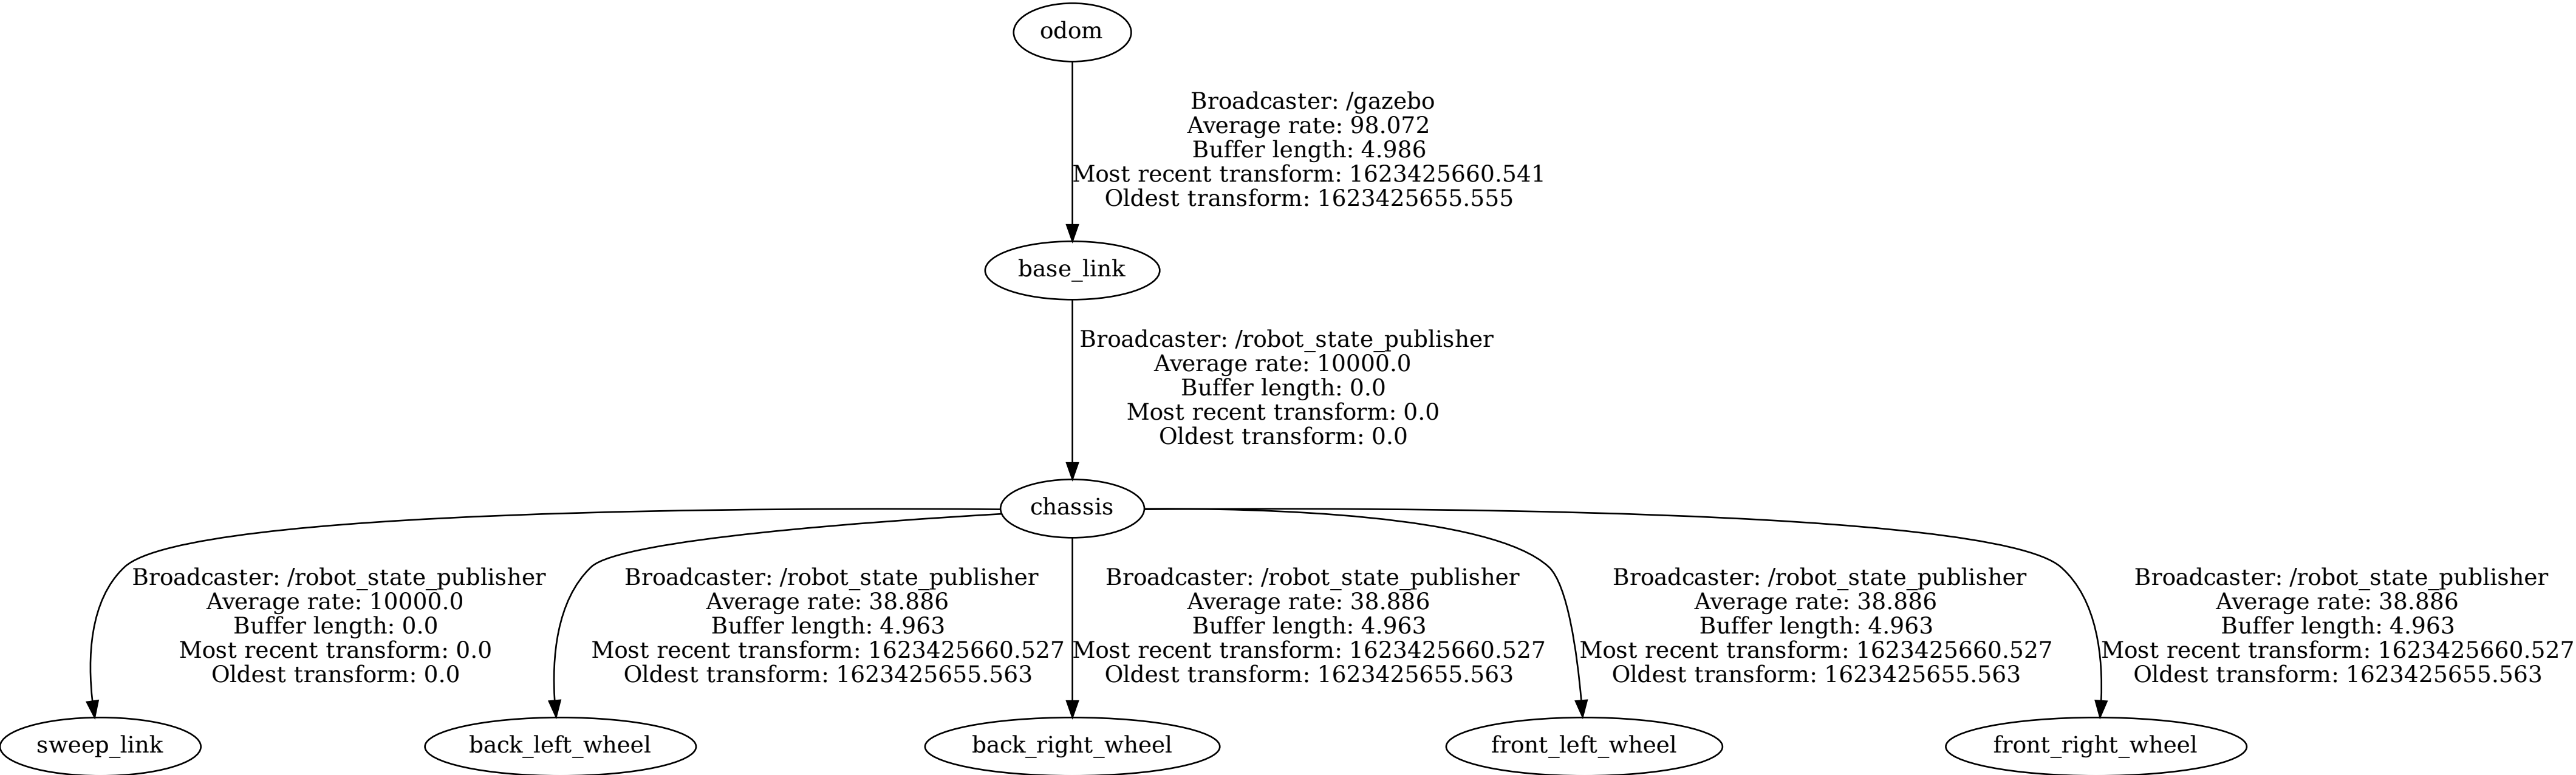 odom
Broadcaster: /gazebo
Average rate: 98.072
Buffer length: 4.986
Most recent transform: 1623425660.541
Oldest transform: 1623425655.555
base_link
Broadcaster: /robot_state_publisher
Average rate: 10000.0
Buffer length: 0.0
Most recent transform: 0.0
Oldest transform: 0.0
chassis
Broadcaster: /robot_state_publisher
Average rate: 10000.0
Buffer length: 0.0
Most recent transform: 0.0
Oldest transform: 0.0
Broadcaster: /robot_state_publisher
Average rate: 38.886
Buffer length: 4.963
Most recent transform: 1623425660.527
Oldest transform: 1623425655.563
Broadcaster: /robot_state_publisher
Average rate: 38.886
Buffer length: 4.963
Most recent transform: 1623425660.527
Oldest transform: 1623425655.563
Broadcaster: /robot_state_publisher
Average rate: 38.886
Buffer length: 4.963
Most recent transform: 1623425660.527
Oldest transform: 1623425655.563
Broadcaster: /robot_state_publisher
Average rate: 38.886
Buffer length: 4.963
Most recent transform: 1623425660.527
Oldest transform: 1623425655.563
sweep_link
back_left_wheel
back_right_wheel
front_left_wheel
front_right_wheel